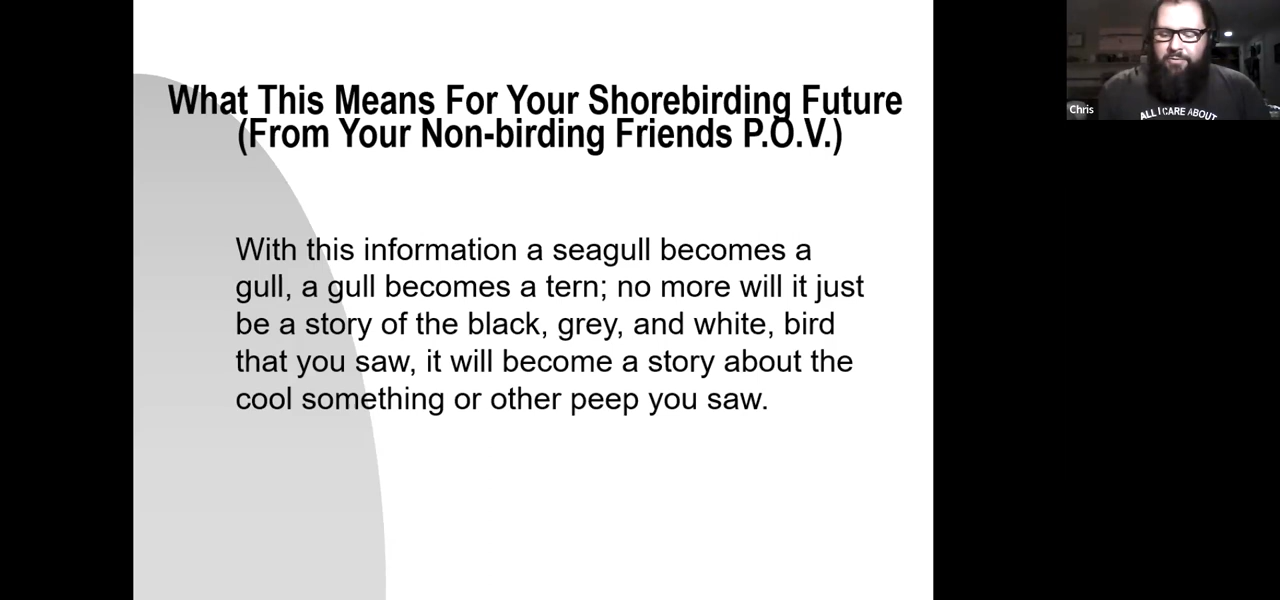 What This Means For Your Shorebirding Future
(From Your Non-birding Friends P.O.V.)
With this information a seagull becomes a
gull, a gull becomes a tern; no more will it just
be a story of the black, grey, and white, bird
that you saw, it will become a story about the
cool something or other peep you saw.
Chris
ALL I CARE ABOUT